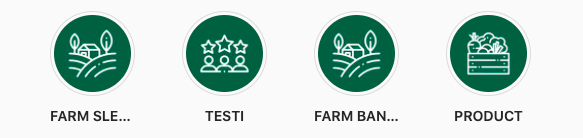 FARM SLE...
TESTI
FARM BAN...
PRODUCT